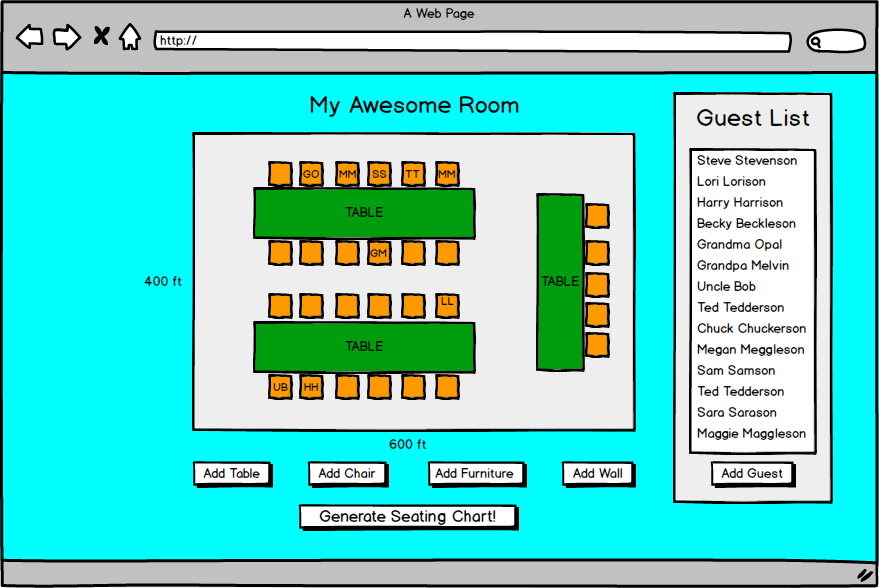 A Web Page
http://
My Awesome Room
GO MM SS TT MM
TABLE
GM
400 ft
LL
TABLE
UB HH
TABLE
600 ft
Add Table Add Chair Add Furniture Add Wall
Generate Seating Chart!
Guest List
Steve Stevenson
Lori Lorison
Harry Harrison
Becky Beckleson
Grandma Opal
Grandpa Melvin
Uncle Bob
Ted Tedderson
Chuck Chuckerson
Megan Meggleson
Sam Samson
Ted Tedderson
Sara Sarason
Maggie Maggleson
Add Guest